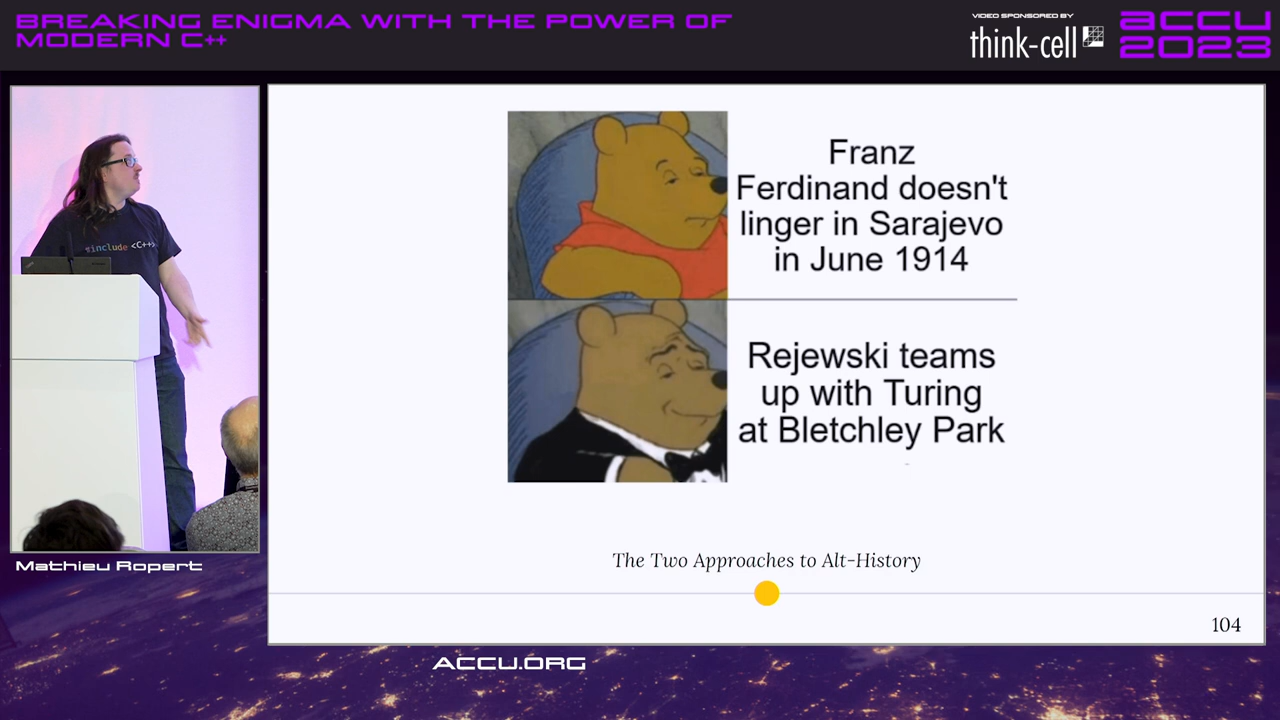 BREAKING ENIGMA WITH THE POWER OF
MODERN C++
VIDEO SPONSORED BY
think-cell
accu
2023
#include <C++>
Franz
Ferdinand doesn't
linger in Sarajevo
in June 1914
Rejewski teams
up with Turing
at Bletchley Park
The Two Approaches to Alt-History
104
Mathieu Ropert
ACCU.ORG